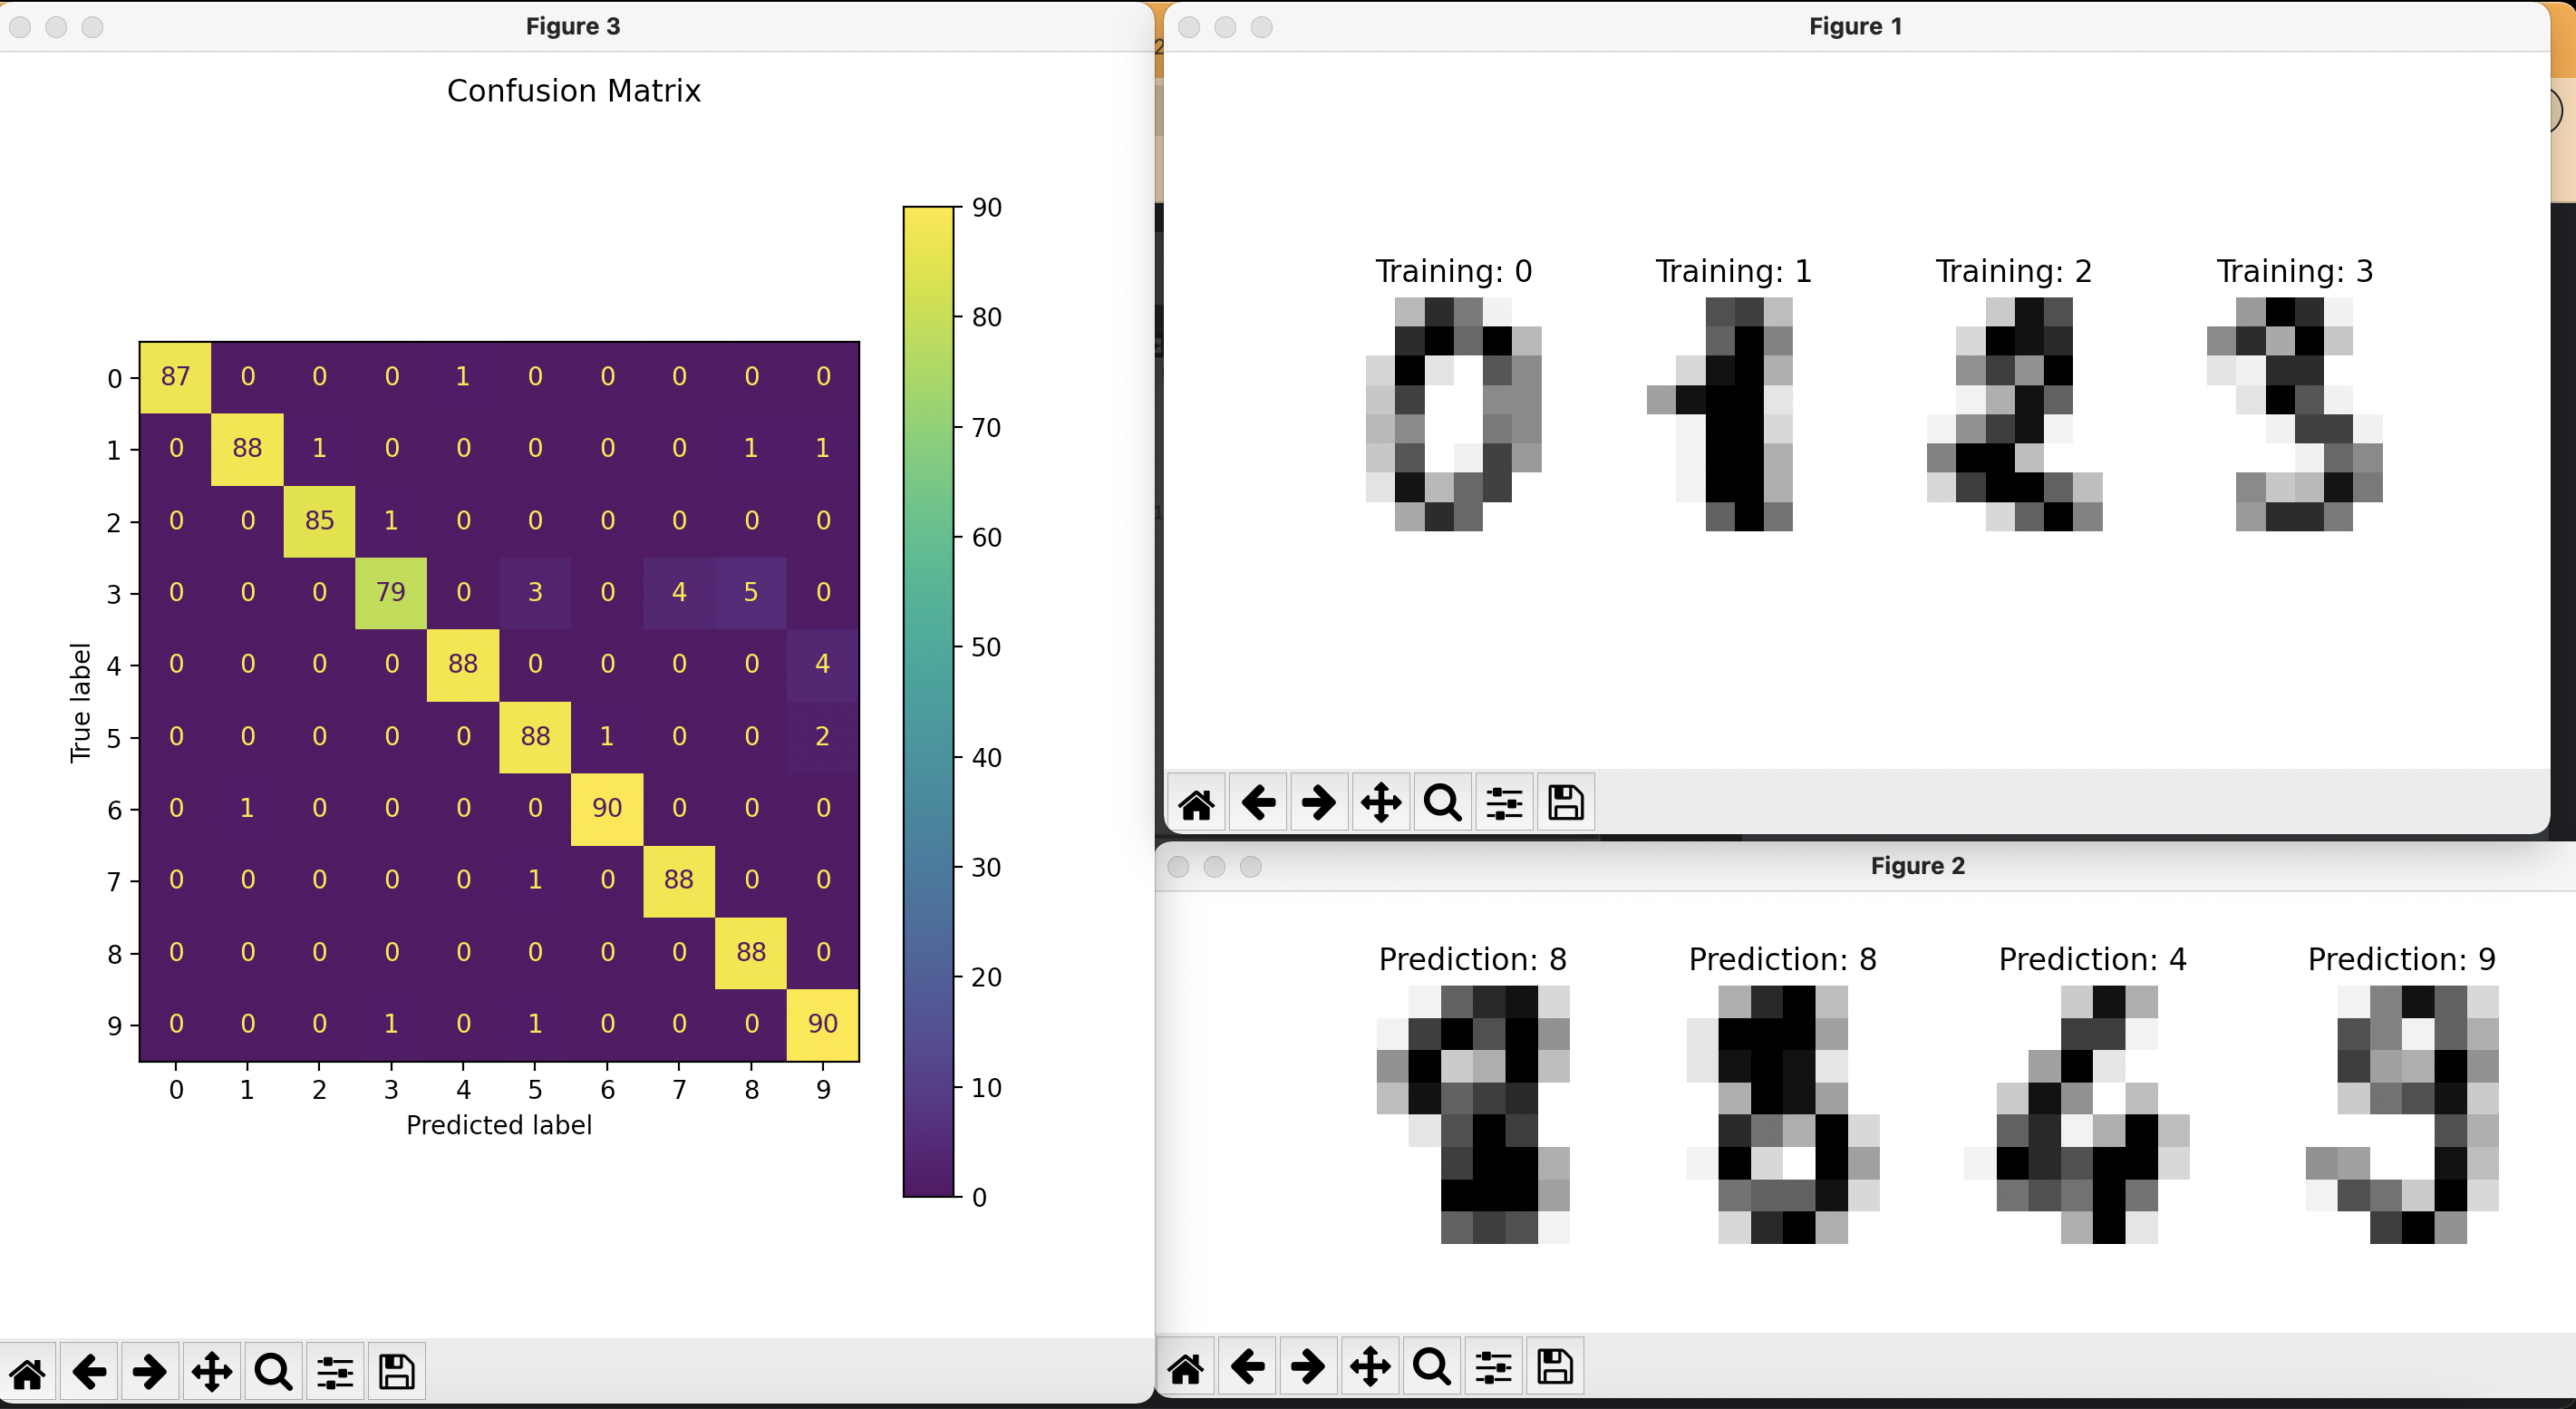 Figure 3
Confusion Matrix
90
80
70
60
50
40
30
20
10
0
True label
0 87 0 0 0 1 0 0 0 0 0
1 0 88 1 0 0 0 0 0 1 1
2 0 0 85 1 0 0 0 0 0 0
3 0 0 0 79 0 3 0 4 5 0
4 0 0 0 0 88 0 0 0 0 4
5 0 0 0 0 0 88 1 0 0 2
6 0 1 0 0 0 0 90 0 0 0
7 0 0 0 0 0 1 0 88 0 0
8 0 0 0 0 0 0 0 0 88 0
9 0 0 0 1 0 1 0 0 0 90
0 1 2 3 4 5 6 7 8 9
Predicted label
Figure 1
Training: 0 Training: 1 Training: 2 Training: 3
Figure 2
Prediction: 8 Prediction: 8 Prediction: 4 Prediction: 9